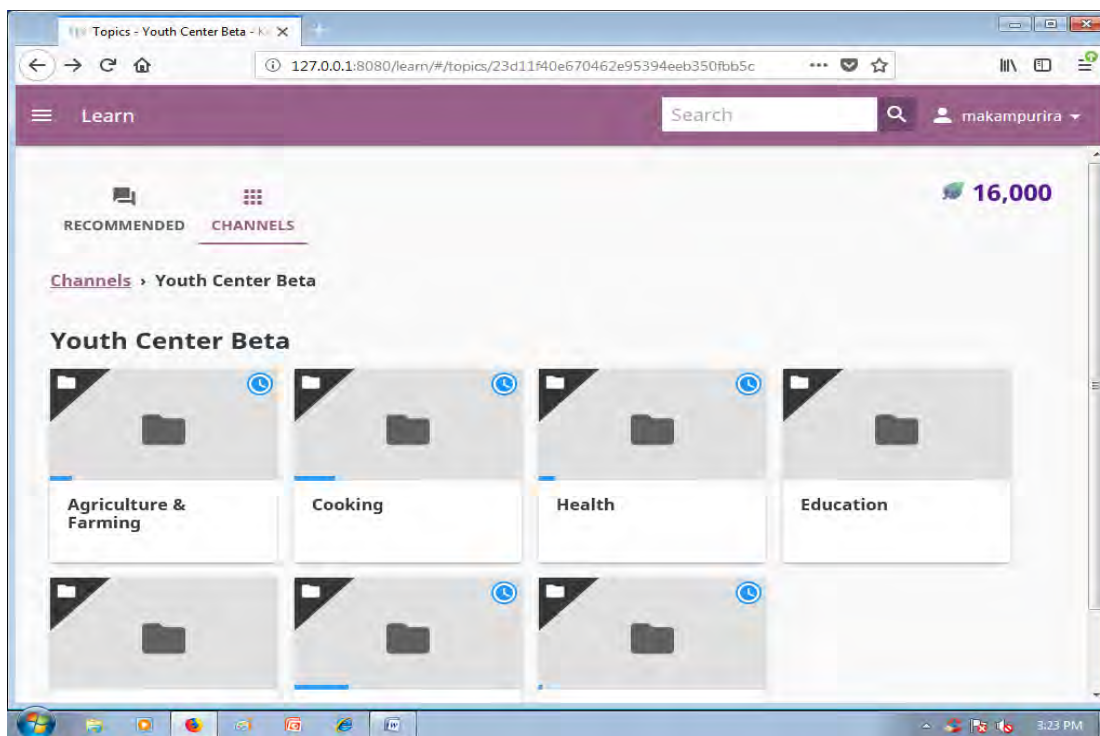 Topics - Youth Center Beta - K
127.0.0.1:8080/learn/#/topics/23d11f40e670462e95394eeb350fbb5c
Learn
Search
makampurira
16,000
RECOMMENDED CHANNELS
Channels › Youth Center Beta
Youth Center Beta
Agriculture &
Farming
Cooking
Health
Education
3:23 PM